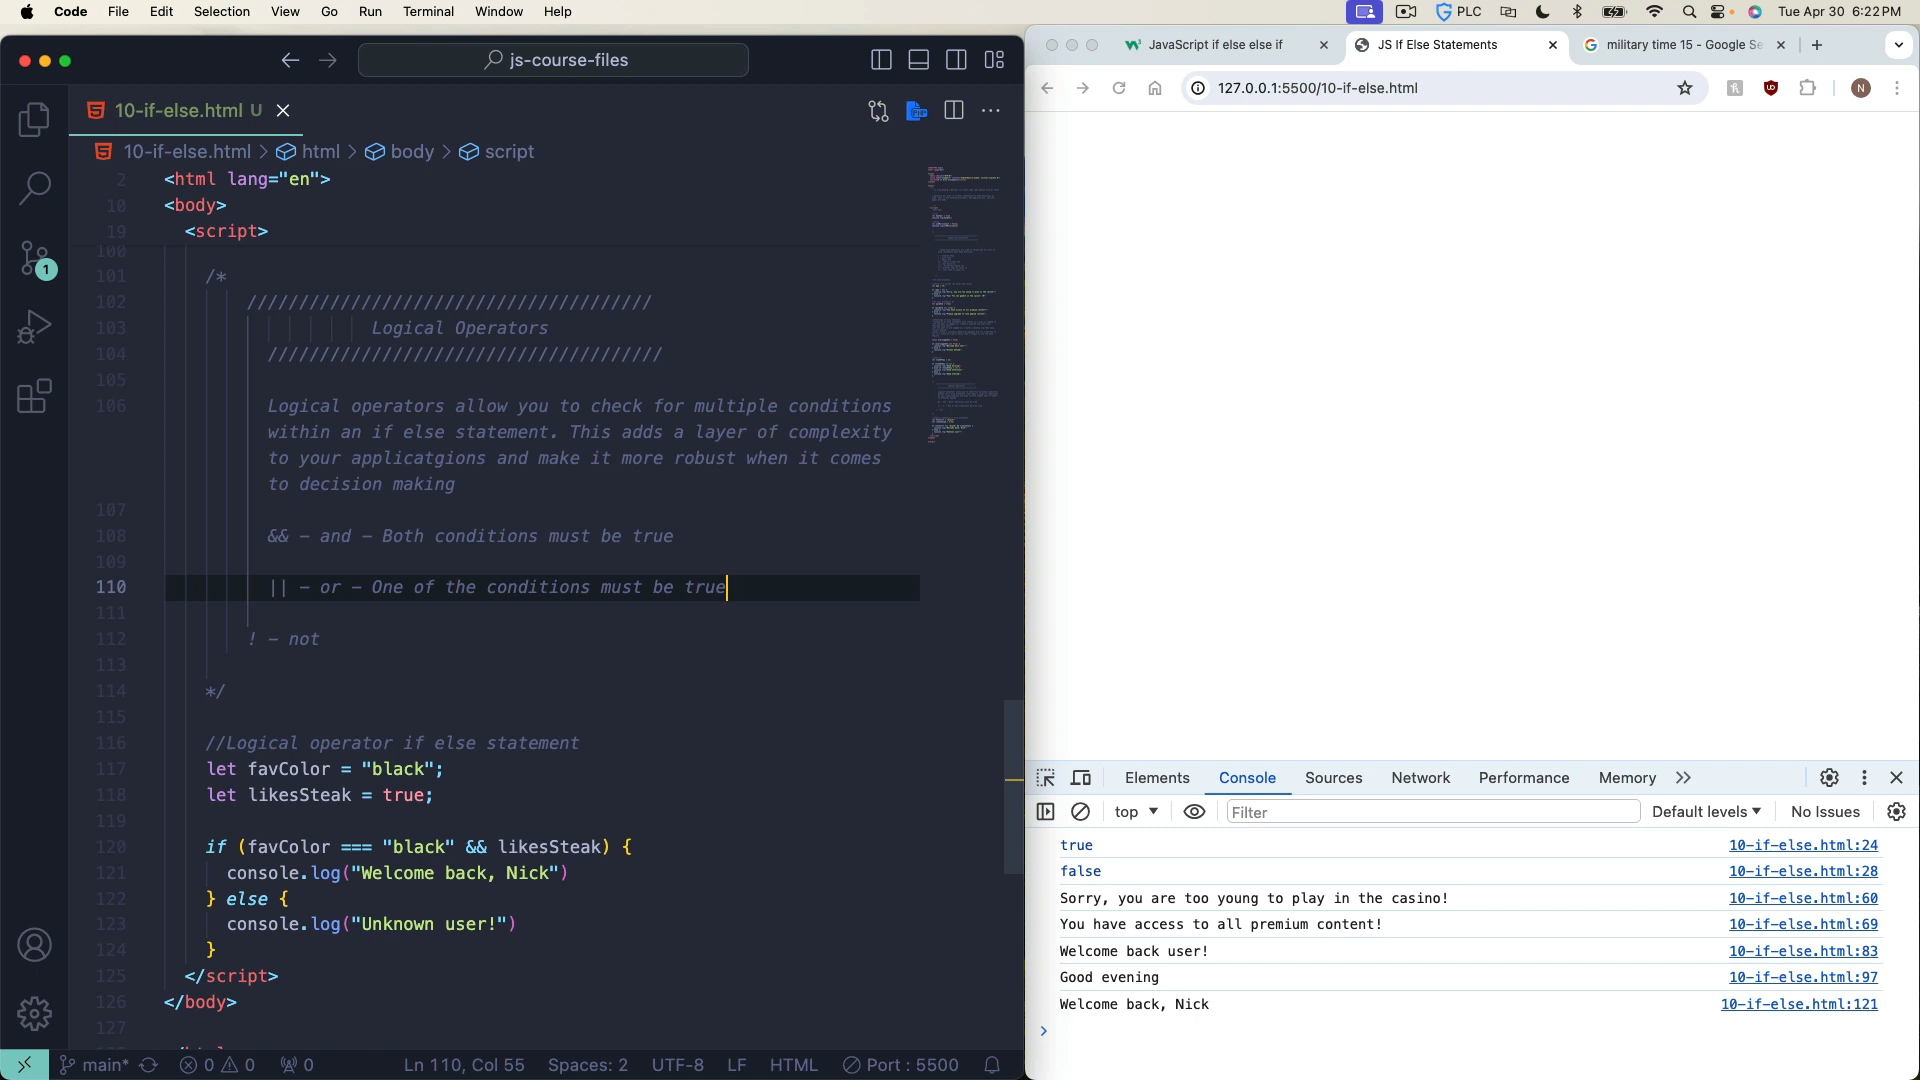 Code File Edit Selection View Go Run Terminal Window Help
PLC Tue Apr 30 6:22 PM
js-course-files
10-if-else.html U
10-if-else.html > html > body > script
2 <html lang="en">
10 <body>
19 <script>
100
101 /*
102 ///////////////////////////////////////
103 Logical Operators
104 //////////////////////////////////////
105
106 Logical operators allow you to check for multiple conditions
within an if else statement. This adds a layer of complexity
to your applicatgions and make it more robust when it comes
to decision making
107
108 && - and - Both conditions must be true
109
110 || - or - One of the conditions must be true
111
112 ! - not
113
114 */
115
116 //Logical operator if else statement
117 let favColor = "black";
118 let likesSteak = true;
119
120 if (favColor === "black" && likesSteak) {
121 console.log("Welcome back, Nick")
122 } else {
123 console.log("Unknown user!")
124 }
125 </script>
126 </body>
127
1
main* 0 0 0 Ln 110, Col 55 Spaces: 2 UTF-8 LF HTML Port : 5500
JavaScript if else else if
JS If Else Statements
military time 15 - Google Se
127.0.0.1:5500/10-if-else.html
N
Elements Console Sources Network Performance Memory
top Filter Default levels No Issues
true 10-if-else.html:24
false 10-if-else.html:28
Sorry, you are too young to play in the casino! 10-if-else.html:60
You have access to all premium content! 10-if-else.html:69
Welcome back user! 10-if-else.html:83
Good evening 10-if-else.html:97
Welcome back, Nick 10-if-else.html:121